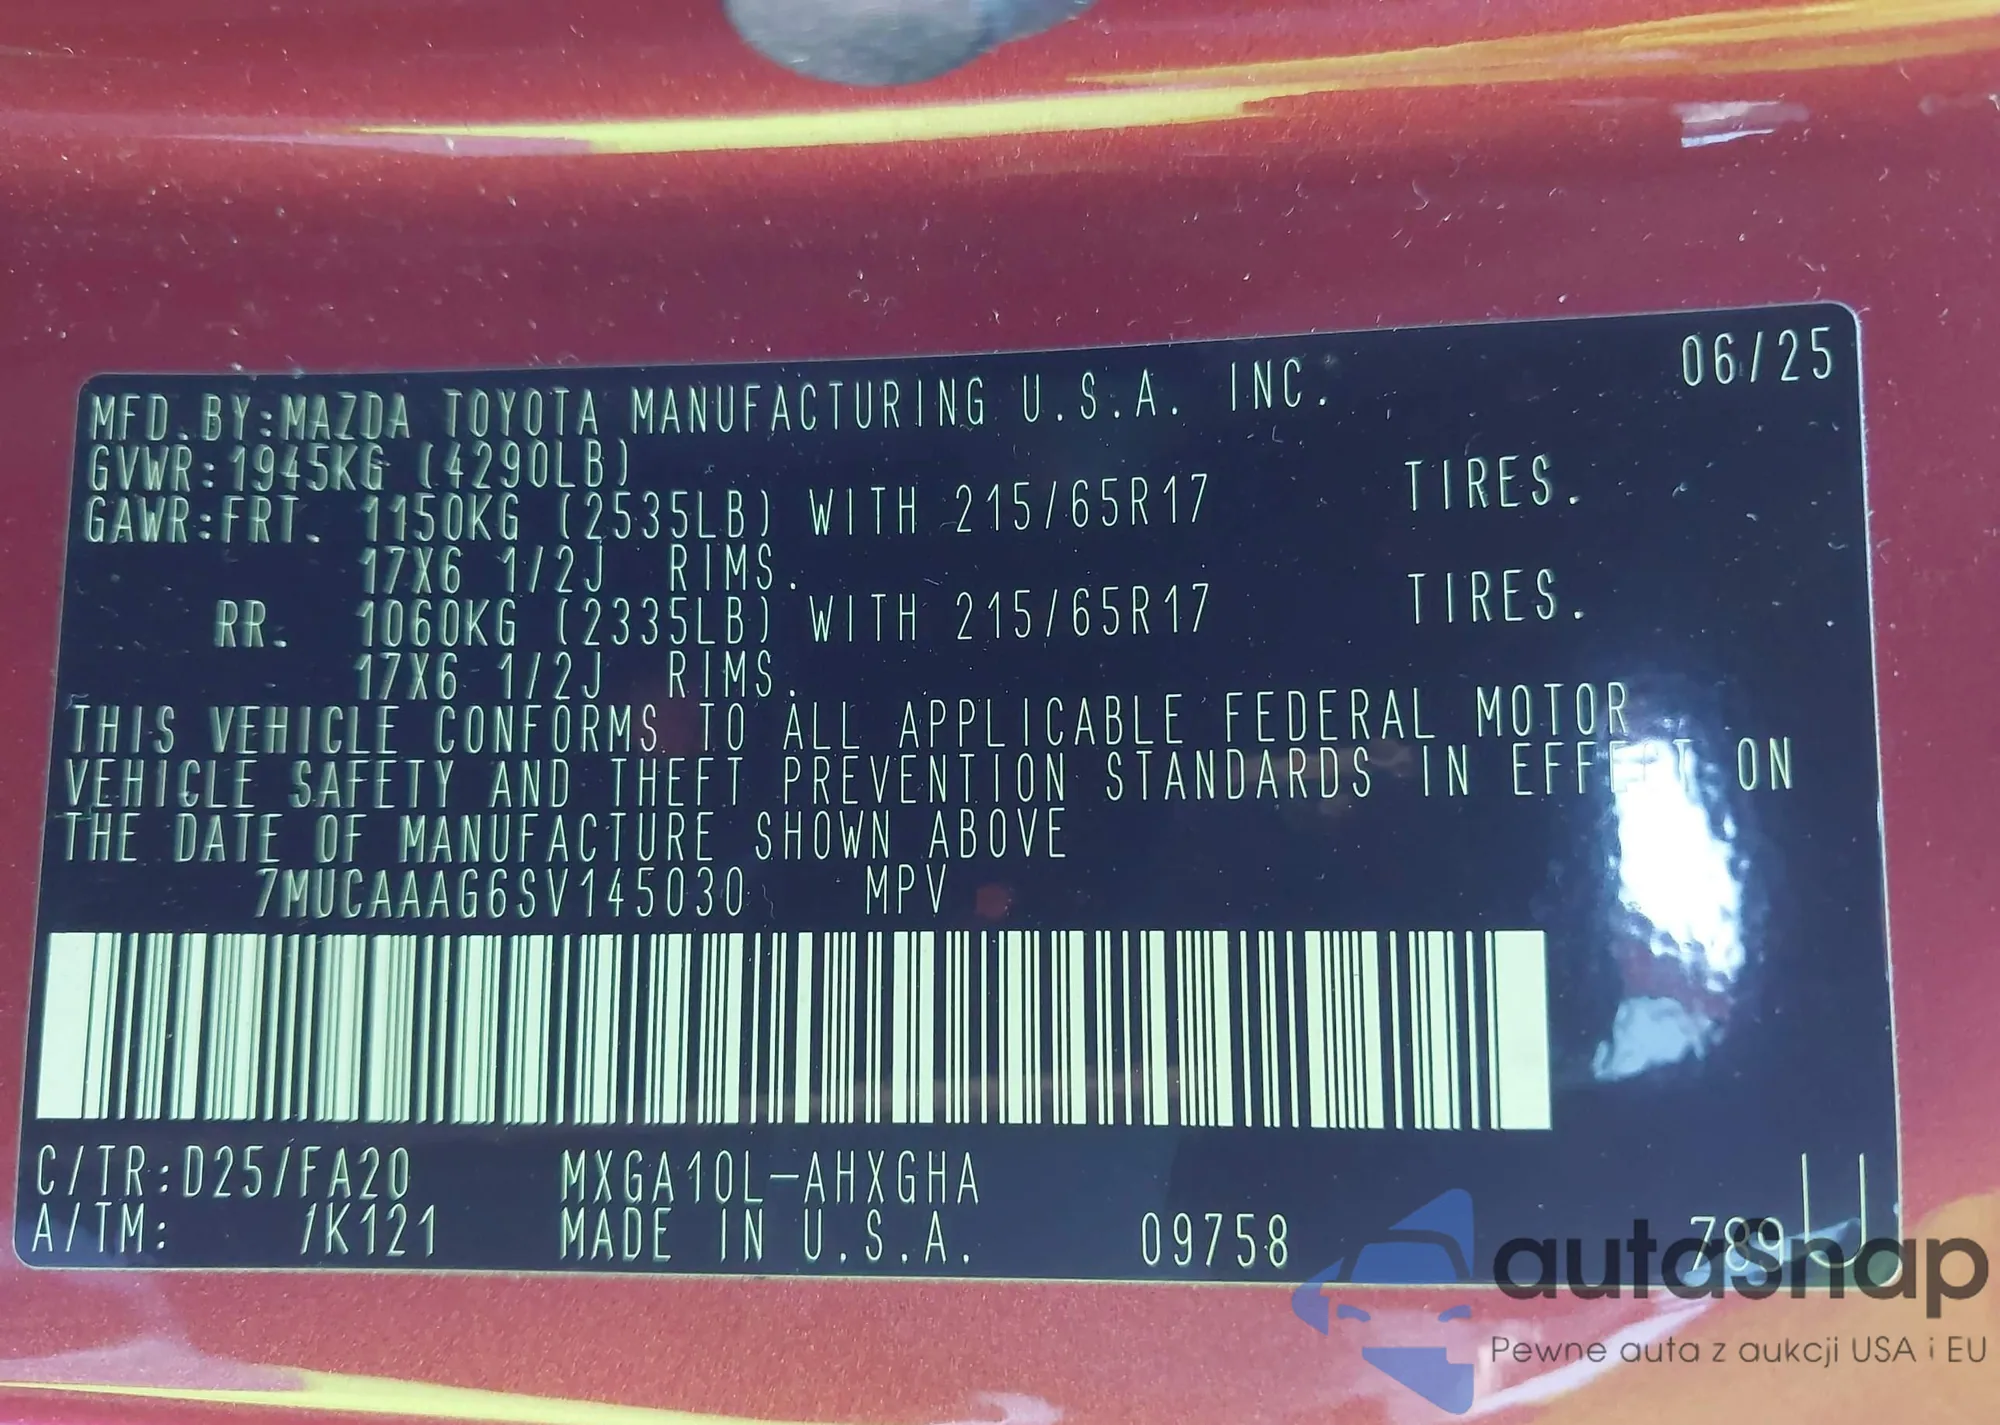 06/25
MFD.BY:MAZDA TOYOTA MANUFACTURING U.S.A. INC.
GVWR:1945KG (4290LB)
GAWR:FRT. 1150KG (2535LB) WITH 215/65R17 TIRES.
17X6 1/2J RIMS.
RR. 1060KG (2335LB) WITH 215/65R17 TIRES.
17X6 1/2J RIMS.
THIS VEHICLE CONFORMS TO ALL APPLICABLE FEDERAL MOTOR
VEHICLE SAFETY AND THEFT PREVENTION STANDARDS IN EFFECT ON
THE DATE OF MANUFACTURE SHOWN ABOVE
7MUCAAAG6SV145030 MPV
C/TR:D25/FA20 MXGA10L-AHXGHA
A/TM: /K121 MADE IN U.S.A. 09758 789
autasnap
Pewne auta z aukcji USA i EU